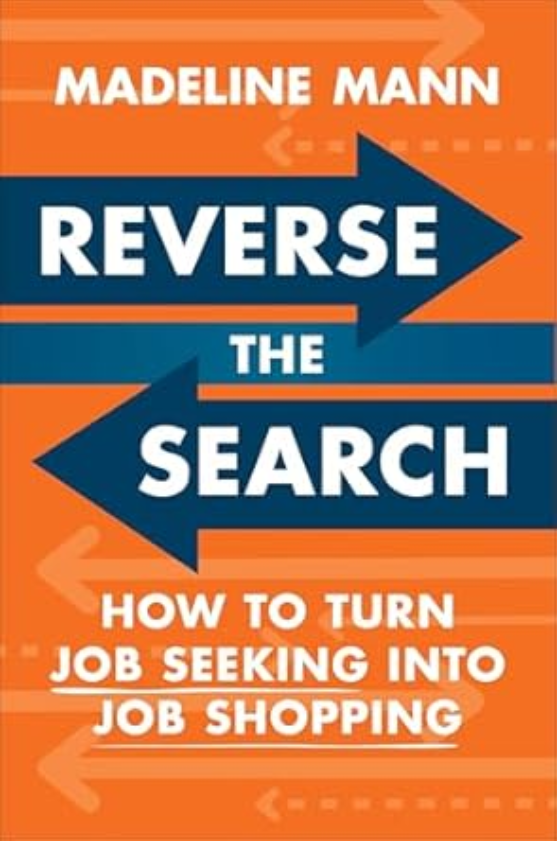 MADELINE MANN
REVERSE
THE
SEARCH
HOW TO TURN
JOB SEEKING INTO
JOB SHOPPING